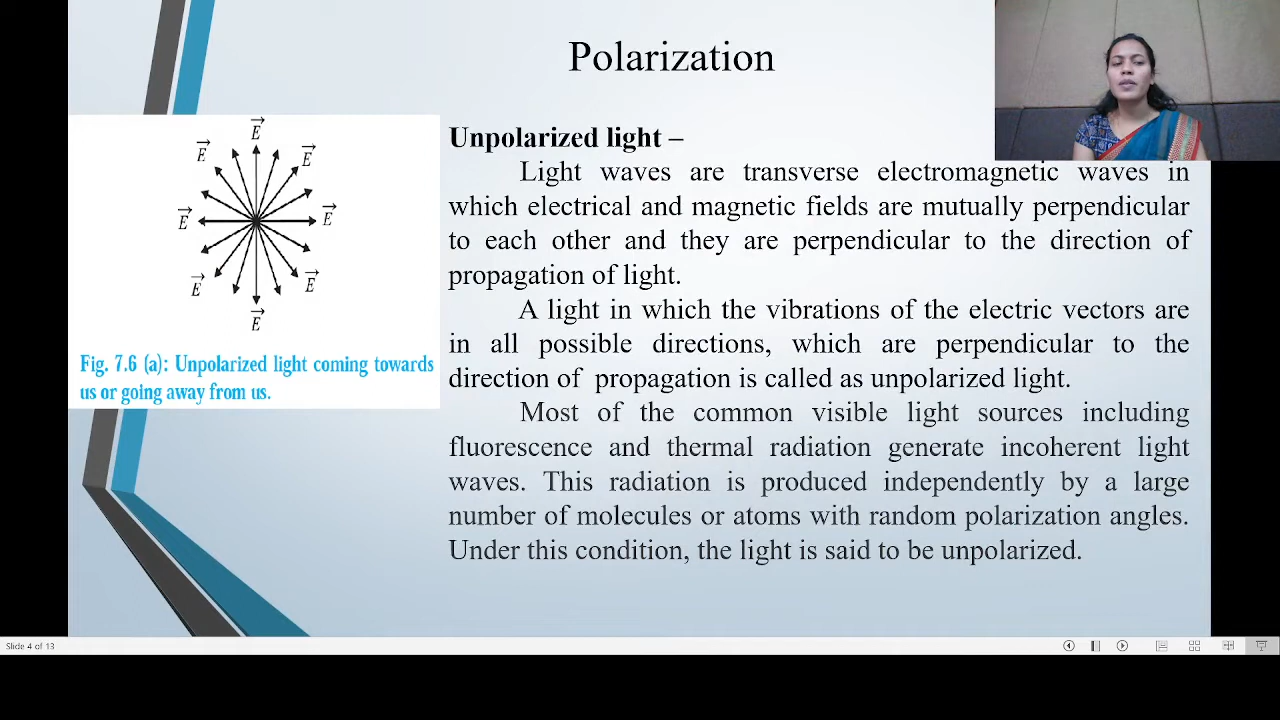 Polarization
E
E
E
E
E
E
E
E
Fig. 7.6 (a): Unpolarized light coming towards
us or going away from us.
Unpolarized light –
Light waves are transverse electromagnetic waves in
which electrical and magnetic fields are mutually perpendicular
to each other and they are perpendicular to the direction of
propagation of light.
A light in which the vibrations of the electric vectors are
in all possible directions, which are perpendicular to the
direction of propagation is called as unpolarized light.
Most of the common visible light sources including
fluorescence and thermal radiation generate incoherent light
waves. This radiation is produced independently by a large
number of molecules or atoms with random polarization angles.
Under this condition, the light is said to be unpolarized.
Slide 4 of 13